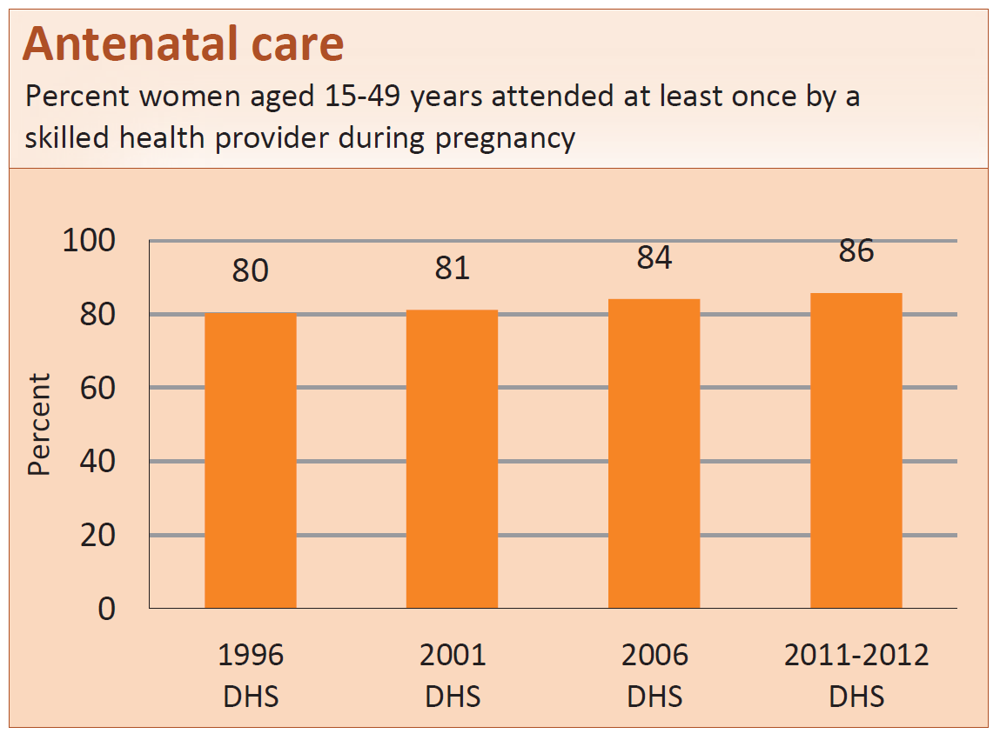 Antenatal care
Percent women aged 15-49 years attended at least once by a
skilled health provider during pregnancy
Percent
100
80
60
40
20
0
80
81
84
86
1996
DHS
2001
DHS
2006
DHS
2011-2012
DHS